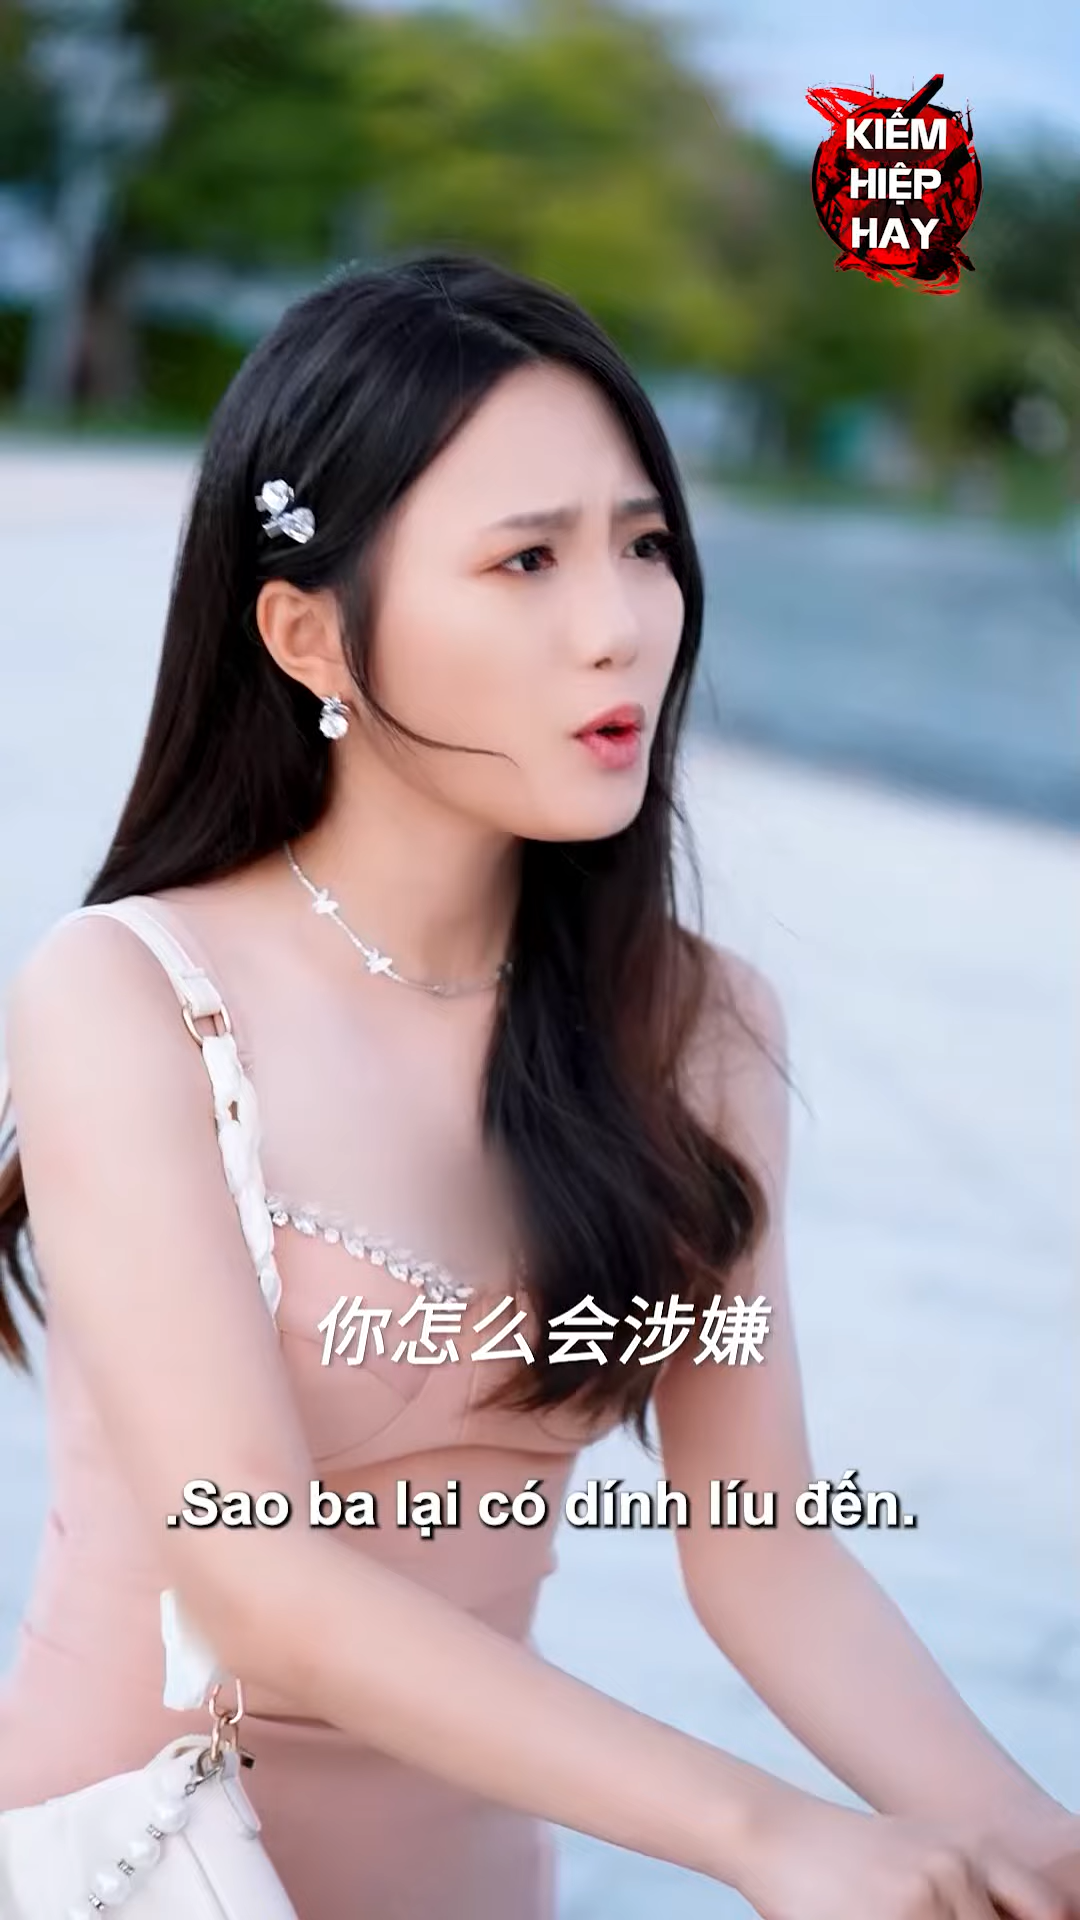 KIẾM
HIỆP
HAY
你怎么会涉嫌
.Sao ba lại có dính líu đến.